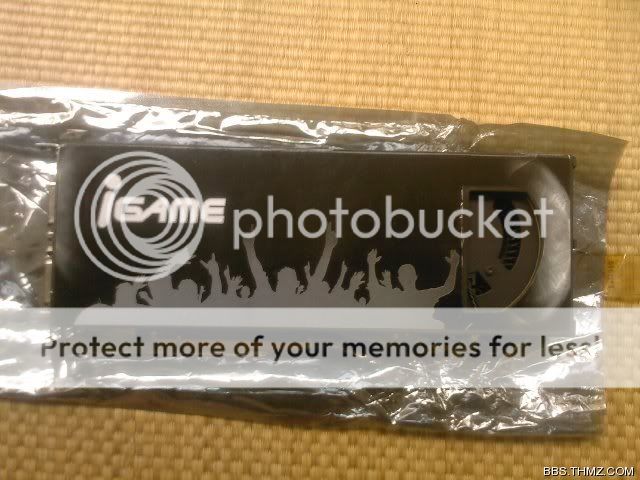 iGAME
photobucket
Protect more of your memories for less!
BBS.THMZ.COM